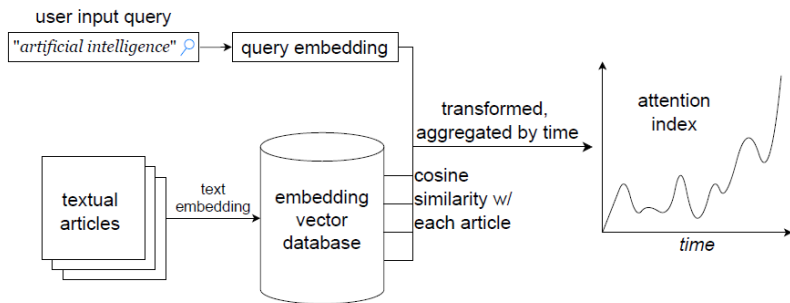 user input query
"artificial intelligence"
query embedding
transformed,
aggregated by time
attention
index
textual
articles
text
embedding
embedding
vector
database
cosine
similarity w/
each article
time